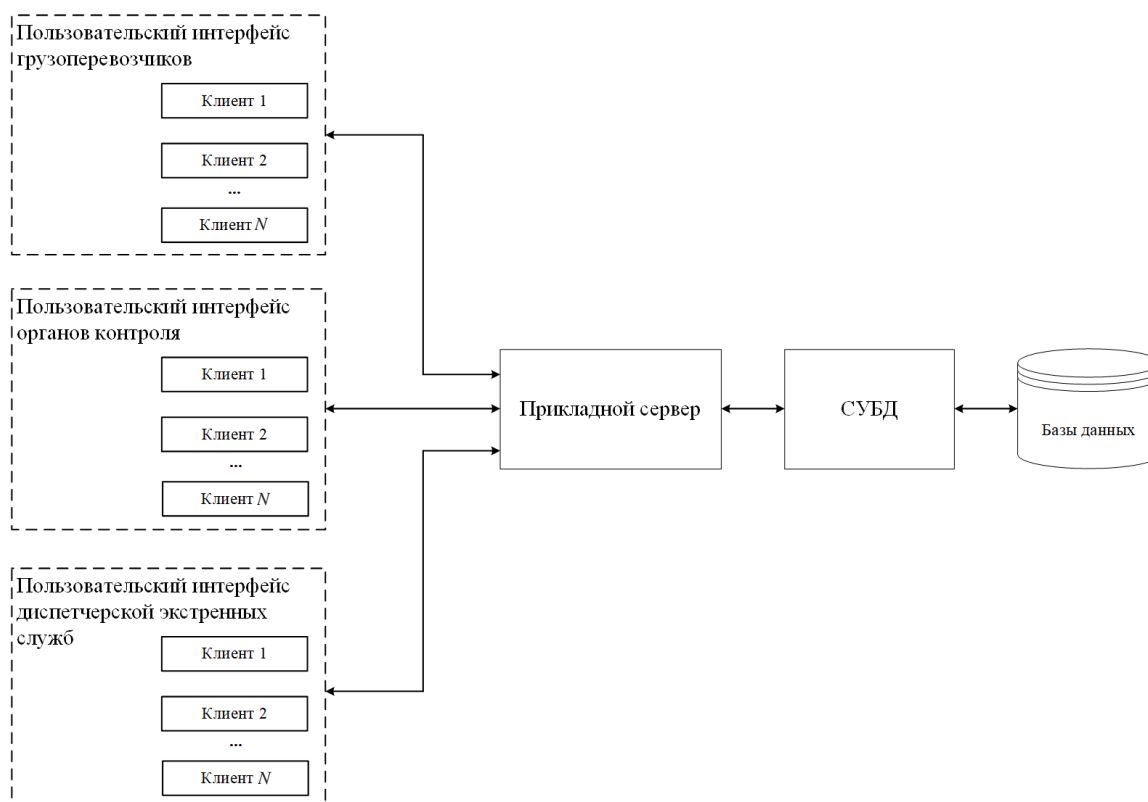 Пользовательский интерфейс
грузоперевозчиков
Клиент 1
Клиент 2
...
Клиент N
Пользовательский интерфейс
органов контроля
Клиент 1
Клиент 2
...
Клиент N
Пользовательский интерфейс
диспетчерской экстренных
служб
Клиент 1
Клиент 2
...
Клиент N
Прикладной сервер
СУБД
Базы данных